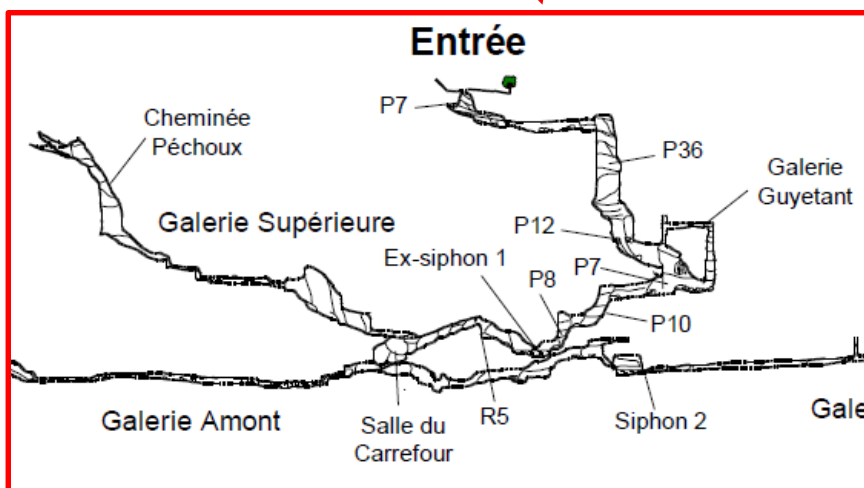 Entrée
P7
Cheminée
Péchoux
P36
Galerie
Guyetant
Galerie Supérieure
P12
Ex-siphon 1
P7
P8
P10
Galerie Amont
Salle du
Carrefour
R5
Siphon 2
Gale